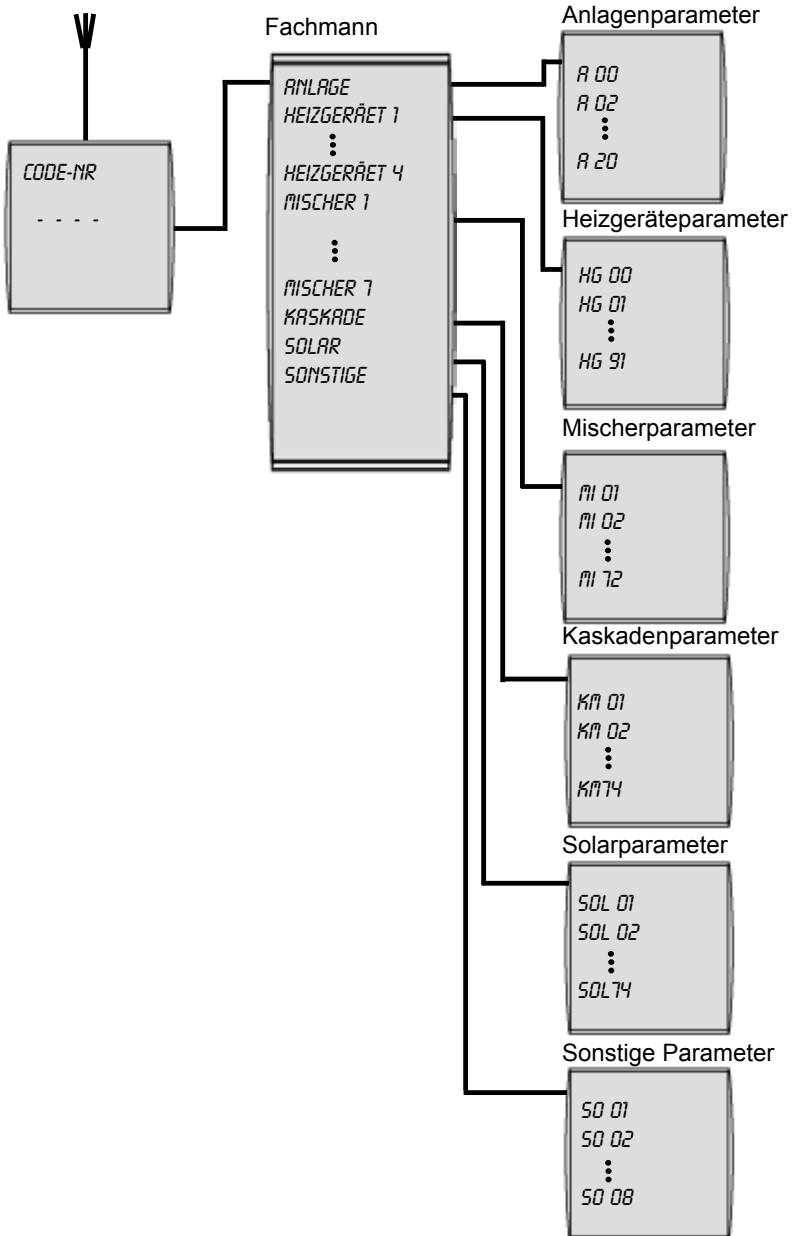 CODE-NR
- - - -
Fachmann
ANLAGE
HEIZGERÄET 1
HEIZGERÄET 4
MISCHER 1
MISCHER 7
KASKADE
SOLAR
SONSTIGE
Anlagenparameter
A 00
A 02
A 20
Heizgeräteparameter
HG 00
HG 01
HG 91
Mischerparameter
MI 01
MI 02
MI 72
Kaskadenparameter
KM 01
KM 02
KM74
Solarparameter
SOL 01
SOL 02
SOL74
Sonstige Parameter
SO 01
SO 02
SO 08